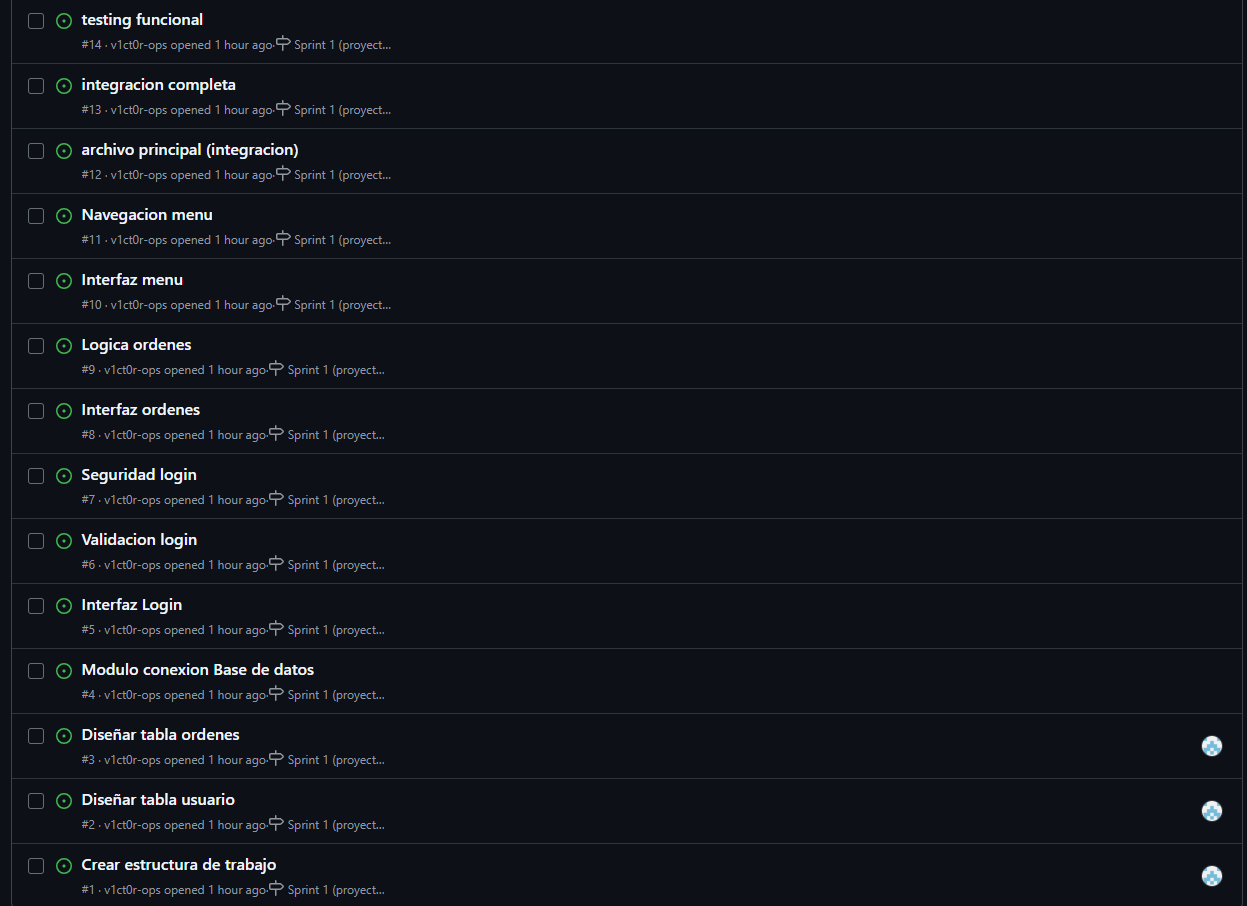 testing funcional
#14 · v1ct0r-ops opened 1 hour ago · Sprint 1 (proyect...
integracion completa
#13 · v1ct0r-ops opened 1 hour ago · Sprint 1 (proyect...
archivo principal (integracion)
#12 · v1ct0r-ops opened 1 hour ago · Sprint 1 (proyect...
Navegacion menu
#11 · v1ct0r-ops opened 1 hour ago · Sprint 1 (proyect...
Interfaz menu
#10 · v1ct0r-ops opened 1 hour ago · Sprint 1 (proyect...
Logica ordenes
#9 · v1ct0r-ops opened 1 hour ago · Sprint 1 (proyect...
Interfaz ordenes
#8 · v1ct0r-ops opened 1 hour ago · Sprint 1 (proyect...
Seguridad login
#7 · v1ct0r-ops opened 1 hour ago · Sprint 1 (proyect...
Validacion login
#6 · v1ct0r-ops opened 1 hour ago · Sprint 1 (proyect...
Interfaz Login
#5 · v1ct0r-ops opened 1 hour ago · Sprint 1 (proyect...
Modulo conexion Base de datos
#4 · v1ct0r-ops opened 1 hour ago · Sprint 1 (proyect...
Diseñar tabla ordenes
#3 · v1ct0r-ops opened 1 hour ago · Sprint 1 (proyect...
Diseñar tabla usuario
#2 · v1ct0r-ops opened 1 hour ago · Sprint 1 (proyect...
Crear estructura de trabajo
#1 · v1ct0r-ops opened 1 hour ago · Sprint 1 (proyect...